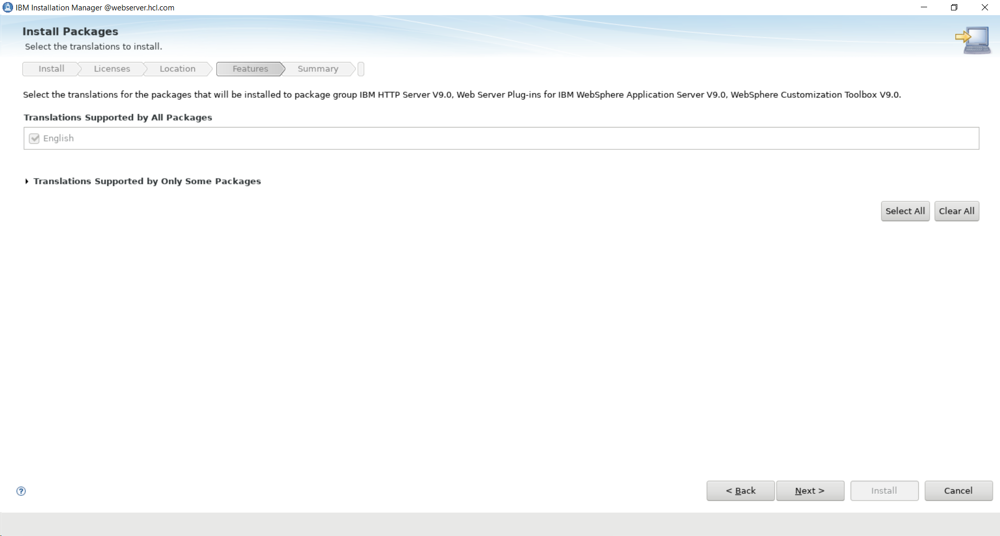 IBM Installation Manager @webserver.hcl.com
Install Packages
Select the translations to install.
Install Licenses Location Features Summary
Select the translations for the packages that will be installed to package group IBM HTTP Server V9.0, Web Server Plug-ins for IBM WebSphere Application Server V9.0, WebSphere Customization Toolbox V9.0.
Translations Supported by All Packages
English
Translations Supported by Only Some Packages
Select All Clear All
? < Back Next > Install Cancel